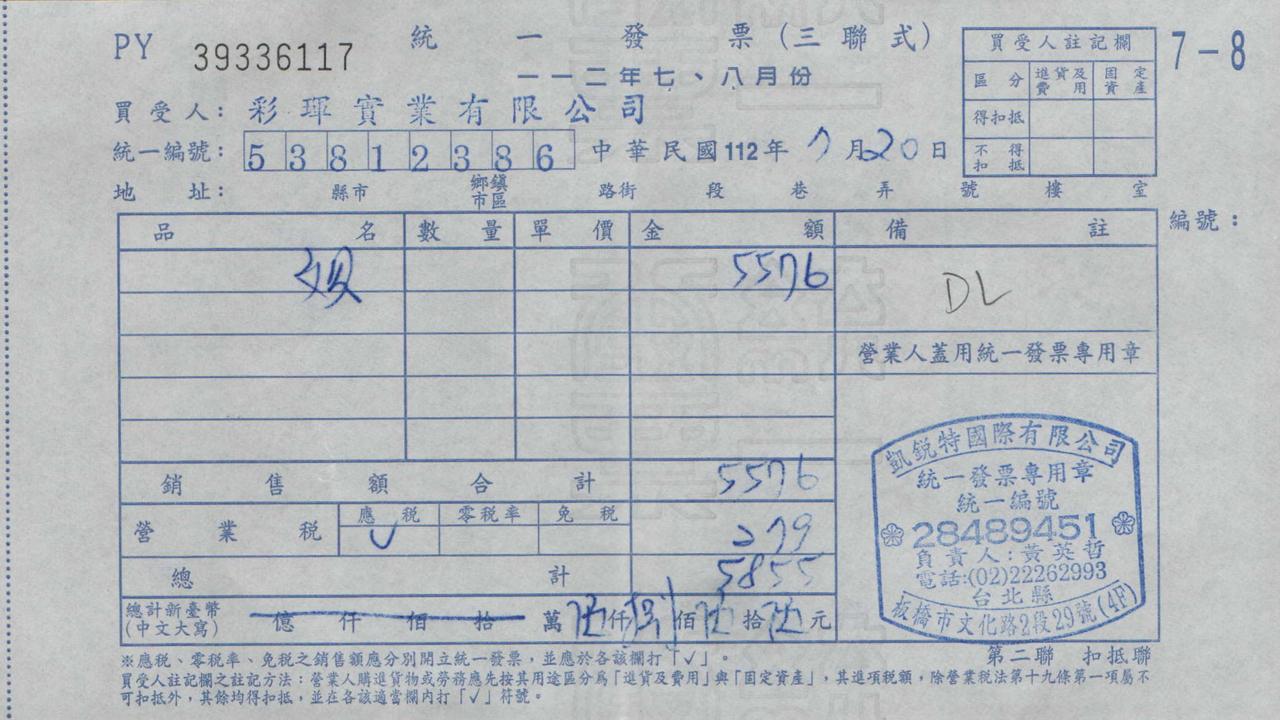 PY 39336117 統一發票(三聯式)
7-8
一一二年七、八月份
買受人: 彩琿實業有限公司
統一編號: 53812386 中華民國112年7月20日
地址: 縣市 鄉鎮市區 路街 段 巷 弄 號 樓 室
買受人註記欄
區分 進貨及費用 固定資產
得扣抵
不得扣抵
編號:
品名 數量 單價 金額 備註
5576 DL
營業人蓋用統一發票專用章
銷售額合計 5576
營業稅 應稅 零稅率 免稅 279
✓
總計 5855
總計新臺幣(中文大寫) 億仟佰拾萬伍仟捌佰伍拾伍元
凱銳特國際有限公司
統一發票專用章
統一編號
28489451
負責人:黃英哲
電話:(02)22262993
台北縣
板橋市文化路2段29號(4F)
第二聯 扣抵聯
※應稅、零稅率、免稅之銷售額應分別開立統一發票,並應於各該欄打「✓」。
買受人註記欄之註記方法:營業人購進貨物或勞務應先按其用途區分為「進貨及費用」與「固定資產」,其進項稅額,除營業稅法第十九條第一項屬不
可扣抵外,其餘均得扣抵,並在各該適當欄內打「✓」符號。